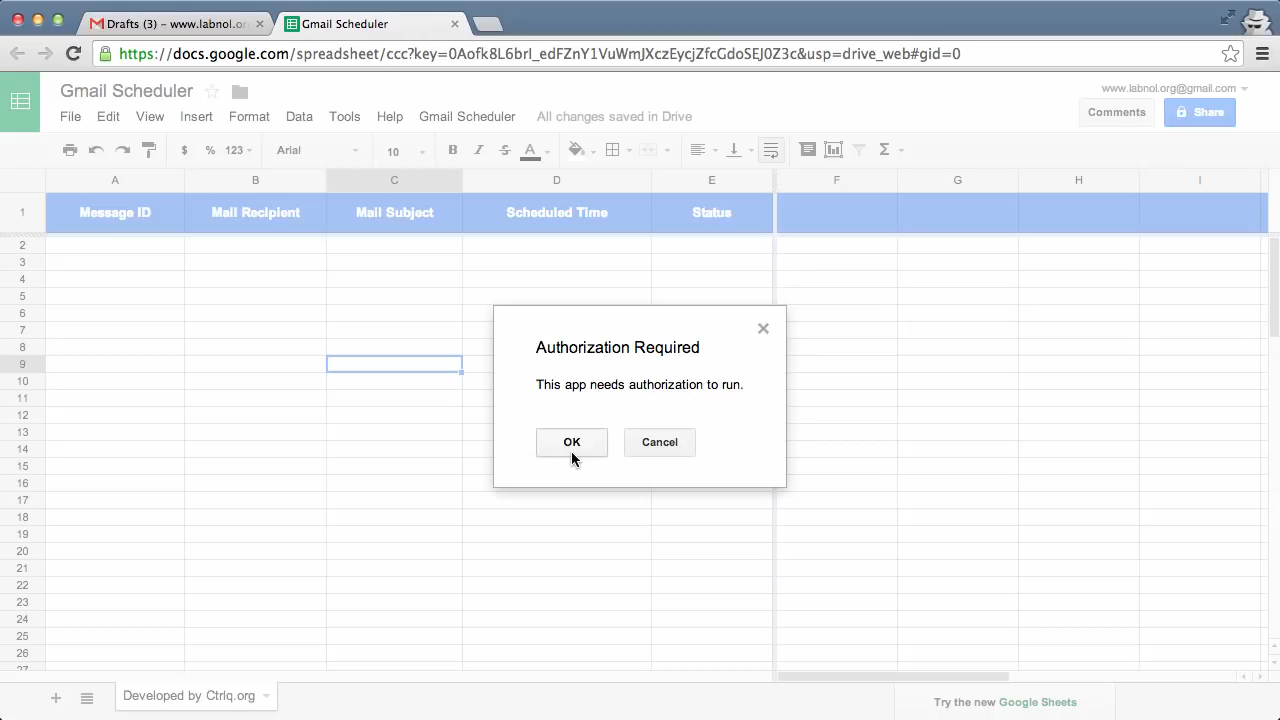 Drafts (3) – www.labnol.or
Gmail Scheduler
https://docs.google.com/spreadsheet/ccc?key=0Aofk8L6brI_edFZnY1VuWmJXczEycjZfcGdoSEJ0Z3c&usp=drive_web#gid=0
Gmail Scheduler
www.labnol.org@gmail.com
File Edit View Insert Format Data Tools Help Gmail Scheduler All changes saved in Drive
Comments Share
$ % 123 Arial 10 B I S A Σ
A B C D E F G H I
1 Message ID Mail Recipient Mail Subject Scheduled Time Status
2
3
4
5
6
7
8
9
10
11
12
13
14
15
16
17
18
19
20
21
22
23
24
25
26
27
Authorization Required
This app needs authorization to run.
OK Cancel
Developed by Ctrlq.org
Try the new Google Sheets